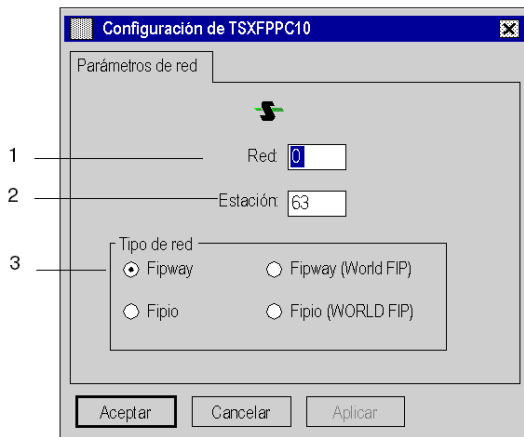 Configuración de TSXFPPC10
Parámetros de red
1 Red: 0
2 Estación: 63
3 Tipo de red
Fipway Fipway (World FIP)
Fipio Fipio (WORLD FIP)
Aceptar Cancelar Aplicar